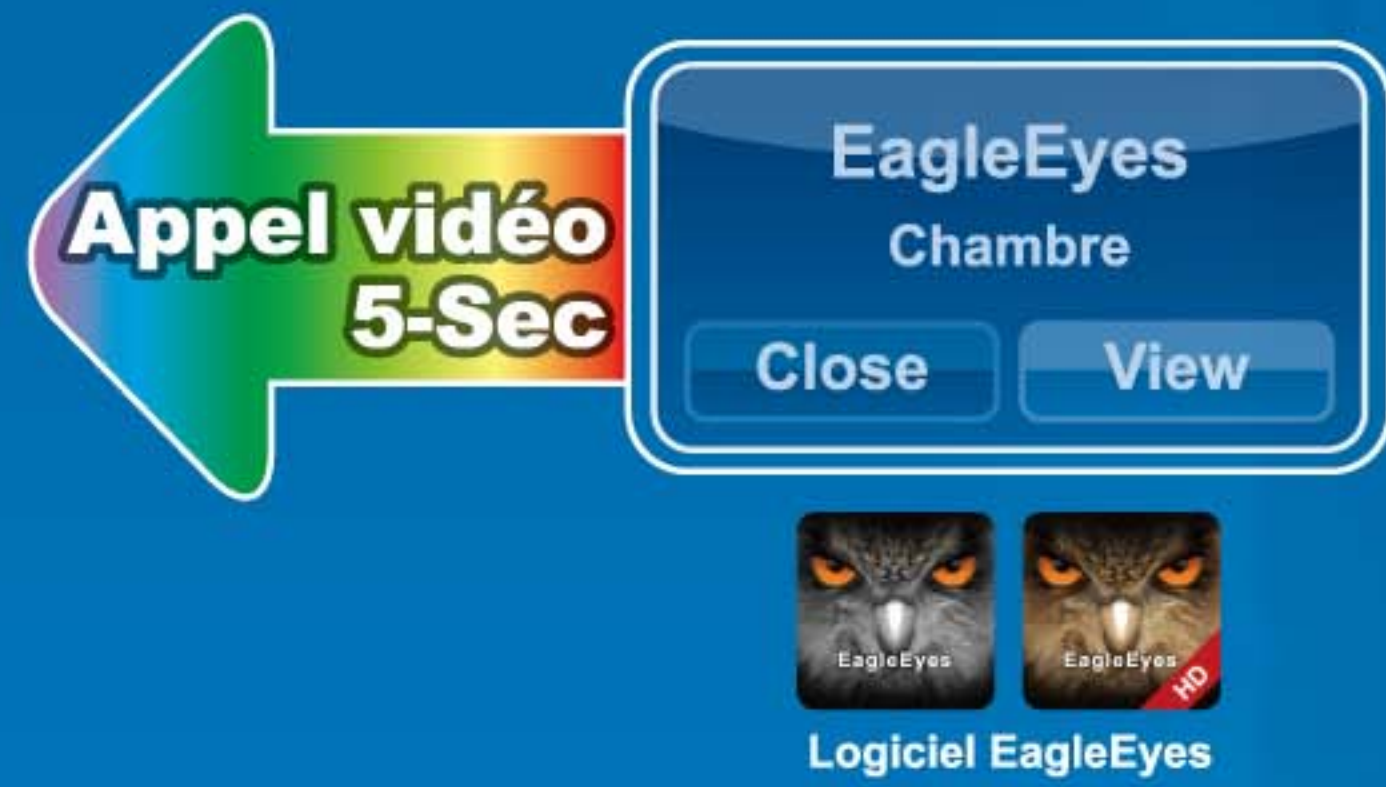 Appel vidéo
5-Sec
EagleEyes
Chambre
Close
View
EagleEyes
EagleEyes
HD
Logiciel EagleEyes